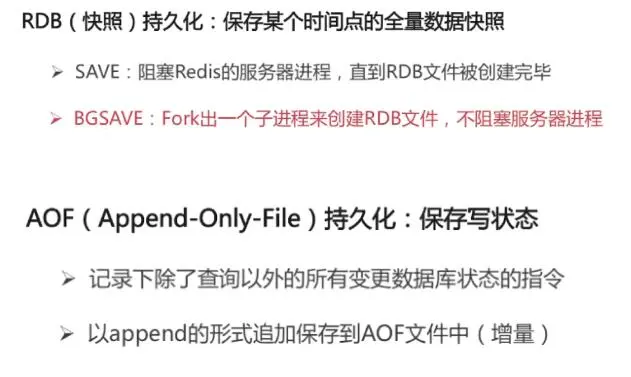 RDB（快照）持久化：保存某个时间点的全量数据快照
➢ SAVE：阻塞Redis的服务器进程，直到RDB文件被创建完毕
➢ BGSAVE：Fork出一个子进程来创建RDB文件，不阻塞服务器进程
AOF（Append-Only-File）持久化：保存写状态
➢ 记录下除了查询以外的所有变更数据库状态的指令
➢ 以append的形式追加保存到AOF文件中（增量）